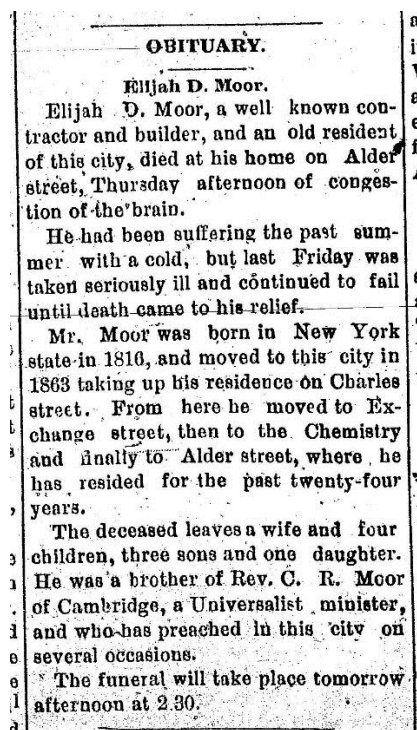 OBITUARY.
Elijah D. Moor.
Elijah D. Moor, a well known con-
tractor and builder, and an old resident
of this city, died at his home on Alder
street, Thursday afternoon of conges-
tion of the brain.
He had been suffering the past sum-
mer with a cold, but last Friday was
taken seriously ill and continued to fail
until death came to his relief.
Mr. Moor was born in New York
state in 1816, and moved to this city in
1863 taking up his residence on Charles
street. From here he moved to Ex-
change street, then to the Chemistry
and finally to Alder street, where he
has resided for the past twenty-four
years.
The deceased leaves a wife and four
children, three sons and one daughter.
He was a brother of Rev. C. R. Moor
of Cambridge, a Universalist minister,
and who has preached in this city on
several occasions.
The funeral will take place tomorrow
afternoon at 2.30.